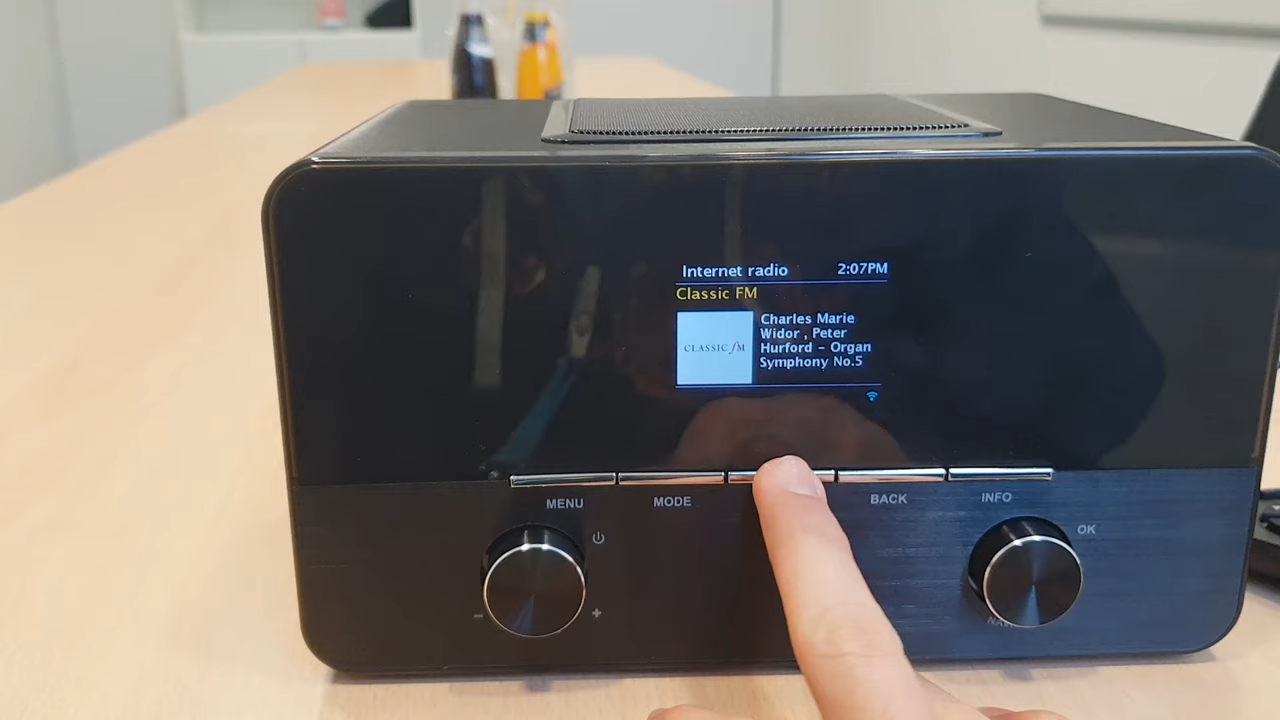 Internet radio 2:07PM
Classic FM
CLASSIC fM
Charles Marie
Widor , Peter
Hurford - Organ
Symphony No.5
MENU MODE BACK INFO
OK
- +